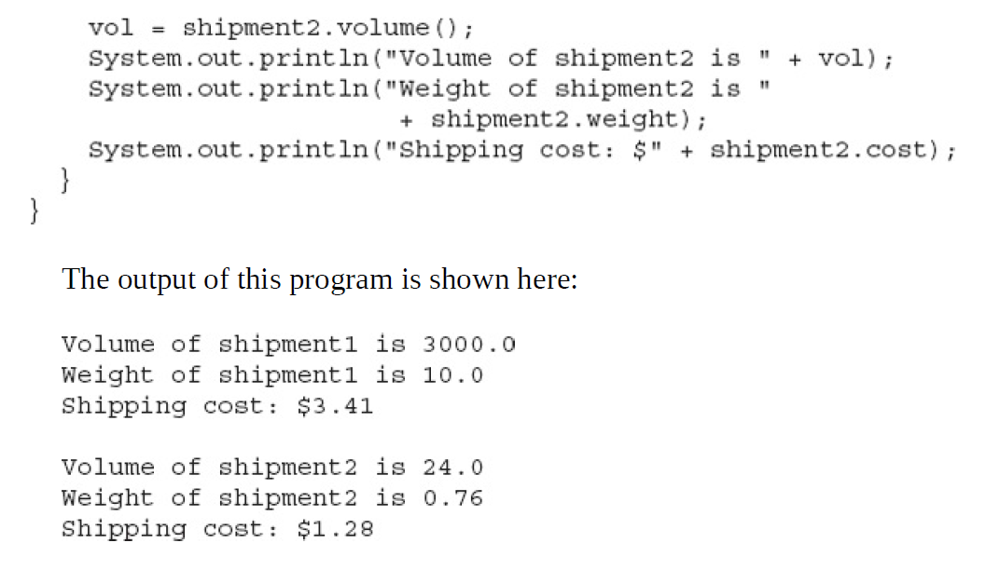 vol = shipment2.volume();
System.out.println("Volume of shipment2 is " + vol);
System.out.println("Weight of shipment2 is "
+ shipment2.weight);
System.out.println("Shipping cost: $" + shipment2.cost);
}
}
The output of this program is shown here:
Volume of shipment1 is 3000.0
Weight of shipment1 is 10.0
Shipping cost: $3.41
Volume of shipment2 is 24.0
Weight of shipment2 is 0.76
Shipping cost: $1.28